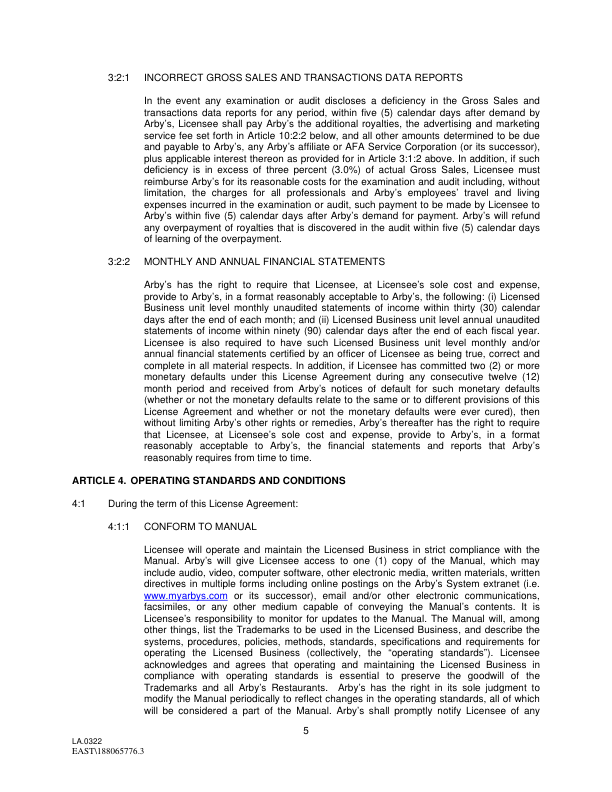 3:2:1 INCORRECT GROSS SALES AND TRANSACTIONS DATA REPORTS
In the event any examination or audit discloses a deficiency in the Gross Sales and
transactions data reports for any period, within five (5) calendar days after demand by
Arby's, Licensee shall pay Arby's the additional royalties, the advertising and marketing
service fee set forth in Article 10:2:2 below, and all other amounts determined to be due
and payable to Arby's, any Arby's affiliate or AFA Service Corporation (or its successor),
plus applicable interest thereon as provided for in Article 3:1:2 above. In addition, if such
deficiency is in excess of three percent (3.0%) of actual Gross Sales, Licensee must
reimburse Arby's for its reasonable costs for the examination and audit including, without
limitation, the charges for all professionals and Arby's employees' travel and living
expenses incurred in the examination or audit, such payment to be made by Licensee to
Arby's within five (5) calendar days after Arby's demand for payment. Arby's will refund
any overpayment of royalties that is discovered in the audit within five (5) calendar days
of learning of the overpayment.
3:2:2 MONTHLY AND ANNUAL FINANCIAL STATEMENTS
Arby's has the right to require that Licensee, at Licensee's sole cost and expense,
provide to Arby's, in a format reasonably acceptable to Arby's, the following: (i) Licensed
Business unit level monthly unaudited statements of income within thirty (30) calendar
days after the end of each month; and (ii) Licensed Business unit level annual unaudited
statements of income within ninety (90) calendar days after the end of each fiscal year.
Licensee is also required to have such Licensed Business unit level monthly and/or
annual financial statements certified by an officer of Licensee as being true, correct and
complete in all material respects. In addition, if Licensee has committed two (2) or more
monetary defaults under this License Agreement during any consecutive twelve (12)
month period and received from Arby's notices of default for such monetary defaults
(whether or not the monetary defaults relate to the same or to different provisions of this
License Agreement and whether or not the monetary defaults were ever cured), then
without limiting Arby's other rights or remedies, Arby's thereafter has the right to require
that Licensee, at Licensee's sole cost and expense, provide to Arby's, in a format
reasonably acceptable to Arby's, the financial statements and reports that Arby's
reasonably requires from time to time.
ARTICLE 4. OPERATING STANDARDS AND CONDITIONS
4:1 During the term of this License Agreement:
4:1:1 CONFORM TO MANUAL
Licensee will operate and maintain the Licensed Business in strict compliance with the
Manual. Arby's will give Licensee access to one (1) copy of the Manual, which may
include audio, video, computer software, other electronic media, written materials, written
directives in multiple forms including online postings on the Arby's System extranet (i.e.
www.myarbys.com or its successor), email and/or other electronic communications,
facsimiles, or any other medium capable of conveying the Manual's contents. It is
Licensee's responsibility to monitor for updates to the Manual. The Manual will, among
other things, list the Trademarks to be used in the Licensed Business, and describe the
systems, procedures, policies, methods, standards, specifications and requirements for
operating the Licensed Business (collectively, the “operating standards”). Licensee
acknowledges and agrees that operating and maintaining the Licensed Business in
compliance with operating standards is essential to preserve the goodwill of the
Trademarks and all Arby's Restaurants. Arby's has the right in its sole judgment to
modify the Manual periodically to reflect changes in the operating standards, all of which
will be considered a part of the Manual. Arby's shall promptly notify Licensee of any
5
LA.0322
EAST\188065776.3